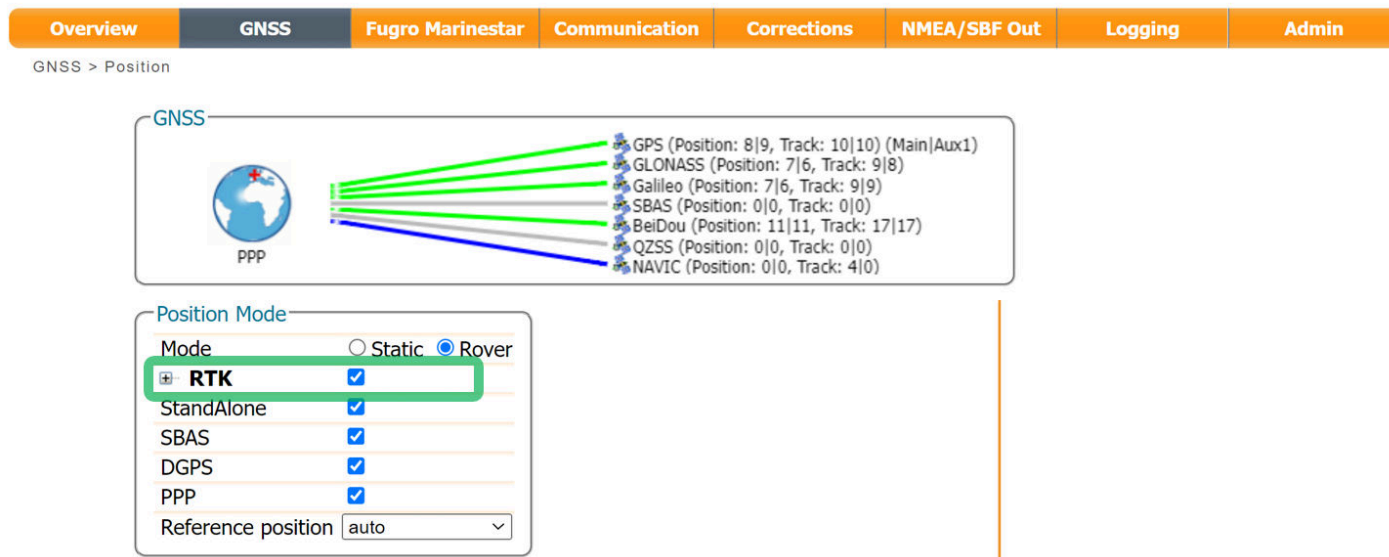 Overview GNSS Fugro Marinestar Communication Corrections NMEA/SBF Out Logging Admin
GNSS > Position
GNSS
GPS (Position: 8|9, Track: 10|10) (Main|Aux1)
GLONASS (Position: 7|6, Track: 9|8)
Galileo (Position: 7|6, Track: 9|9)
SBAS (Position: 0|0, Track: 0|0)
BeiDou (Position: 11|11, Track: 17|17)
QZSS (Position: 0|0, Track: 0|0)
NAVIC (Position: 0|0, Track: 4|0)
PPP
Position Mode
Mode Static Rover
RTK
StandAlone
SBAS
DGPS
PPP
Reference position auto